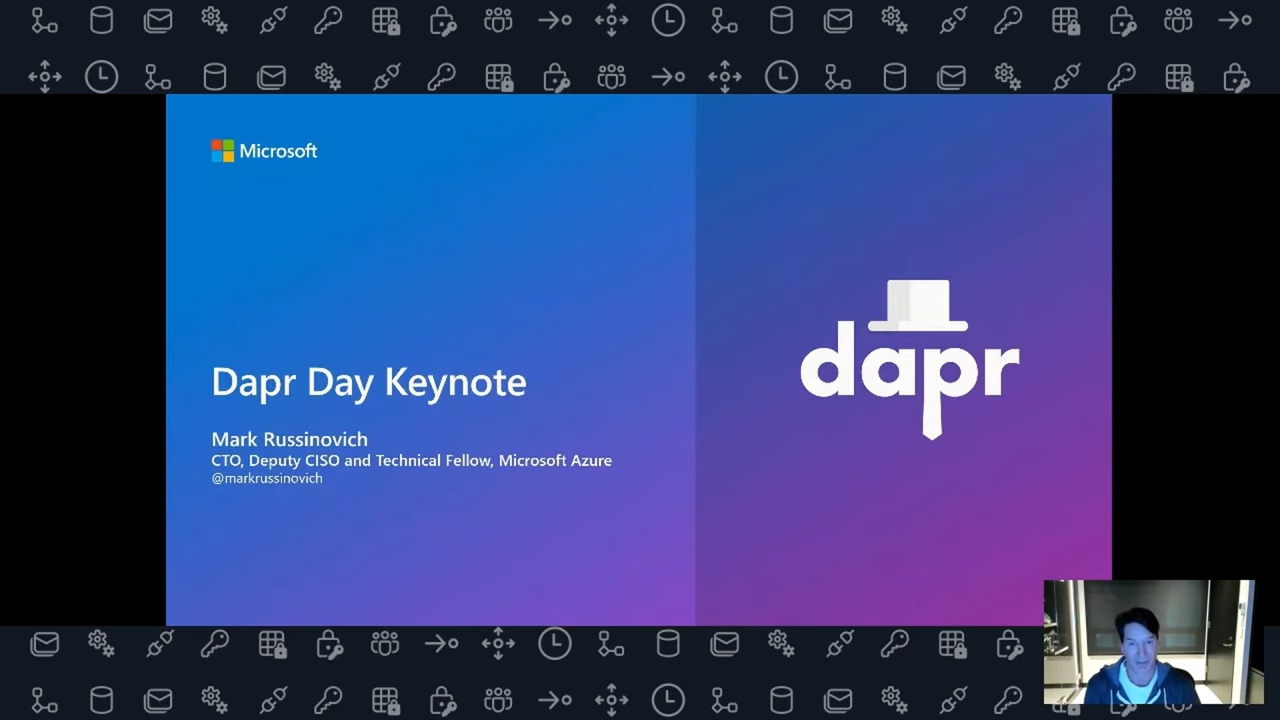 Microsoft
Dapr Day Keynote
Mark Russinovich
CTO, Deputy CISO and Technical Fellow, Microsoft Azure
@markrussinovich
dapr